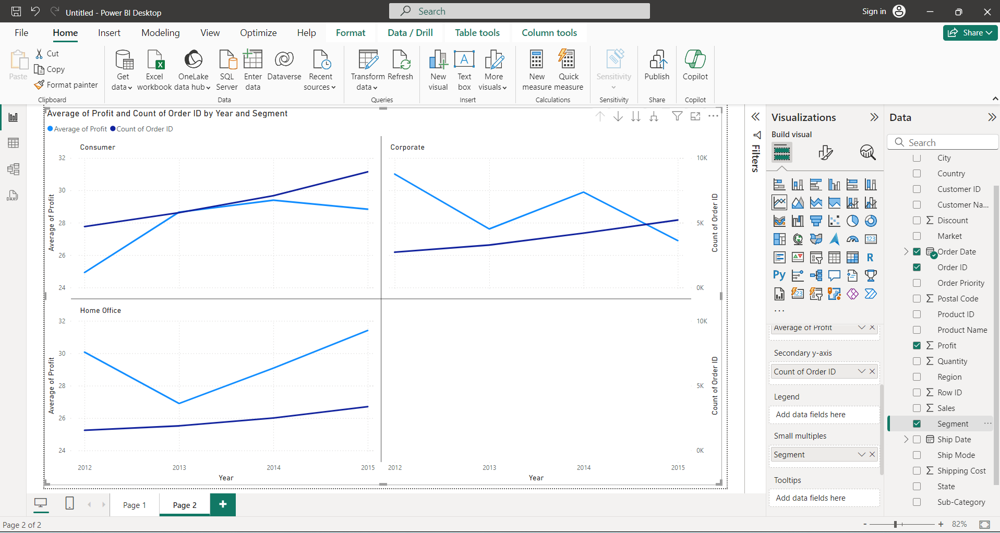 Untitled - Power BI Desktop
Search
Sign in
File
Home
Insert
Modeling
View
Optimize
Help
Format
Data / Drill
Table tools
Column tools
Share
Paste
Cut
Copy
Format painter
Clipboard
Get data
Excel workbook
OneLake data hub
SQL Server
Enter data
Dataverse
Recent sources
Data
Transform data
Refresh
Queries
New visual
Text box
More visuals
Insert
New measure
Quick measure
Calculations
Sensitivity
Sensitivity
Publish
Share
Copilot
Copilot
Average of Profit and Count of Order ID by Year and Segment
Average of Profit
Count of Order ID
Consumer
Corporate
32
30
28
26
24
Average of Profit
10K
5K
0K
Count of Order ID
Home Office
32
30
28
26
24
Average of Profit
10K
5K
0K
Count of Order ID
2012
2013
2014
2015
2012
2013
2014
2015
Year
Year
Filters
Visualizations
Build visual
123
R
Py
123
...
Average of Profit
Secondary y-axis
Count of Order ID
Legend
Add data fields here
Small multiples
Segment
Tooltips
Add data fields here
Data
Search
City
Country
Customer ID
Customer Na...
Discount
Market
Order Date
Order ID
Order Priority
Postal Code
Product ID
Product Name
Profit
Quantity
Region
Row ID
Sales
Segment
Ship Date
Ship Mode
Shipping Cost
State
Sub-Category
DAX
Page 1
Page 2
+
Page 2 of 2
- + 82%